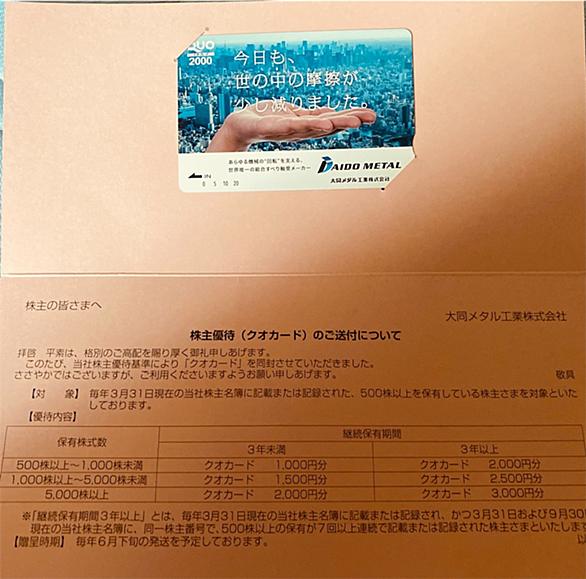 QUO
2000
今日も、
世の中の摩擦が
少し減りました。
あらゆる機械の"回転"を支える、
世界唯一の総合すべり軸受メーカー
DAIDO METAL
大同メタル工業株式会社
IN
0 5 10 20
株主の皆さまへ
大同メタル工業株式会社
株主優待(クオカード)のご送付について
拝啓 平素は、格別のご高配を賜り厚く御礼申しあげます。
このたび、当社株主優待基準により「クオカード」を同封させていただきました。
ささやかではございますが、ご利用くださいますようお願い申しあげます。 敬具
【対 象】 毎年3月31日現在の当社株主名簿に記載または記録された、500株以上を保有している株主さまを対象といた
しております。
【優待内容】
保有株式数 継続保有期間
3年未満 3年以上
500株以上~1,000株未満 クオカード 1,000円分 クオカード 2,000円分
1,000株以上~5,000株未満 クオカード 1,500円分 クオカード 2,500円分
5,000株以上 クオカード 2,000円分 クオカード 3,000円分
※「継続保有期間3年以上」とは、毎年3月31日現在の当社株主名簿に記載または記録され、かつ3月31日および9月30
現在の当社株主名簿に、同一株主番号で、500株以上の保有が7回以上連続で記載または記録された株主さまといたします
【贈呈時期】 毎年6月下旬の発送を予定しております。 以